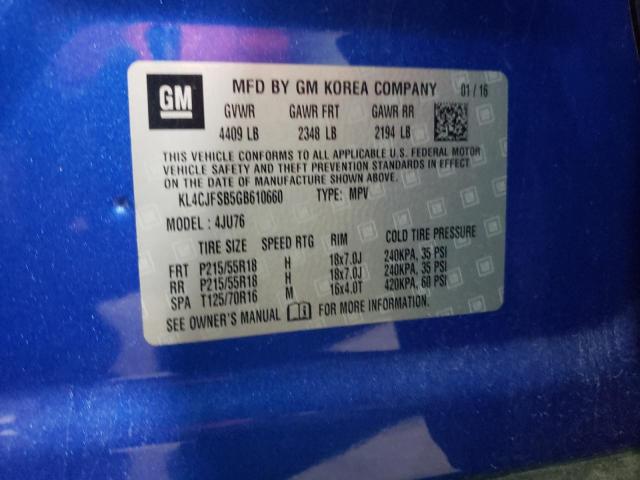 GM MFD BY GM KOREA COMPANY 01 / 16
GVWR GAWR FRT GAWR RR
4409 LB 2348 LB 2194 LB
THIS VEHICLE CONFORMS TO ALL APPLICABLE U.S. FEDERAL MOTOR
VEHICLE SAFETY AND THEFT PREVENTION STANDARDS IN EFFECT
ON THE DATE OF MANUFACTURE SHOWN ABOVE.
KL4CJFSB5GB610660 TYPE: MPV
MODEL : 4JU76
TIRE SIZE SPEED RTG RIM COLD TIRE PRESSURE
FRT P215/55R18 H 18x7.0J 240KPA, 35 PSI
RR P215/55R18 H 18x7.0J 240KPA, 35 PSI
SPA T125/70R16 M 16x4.0T 420KPA, 60 PSI
SEE OWNER'S MANUAL FOR MORE INFORMATION.